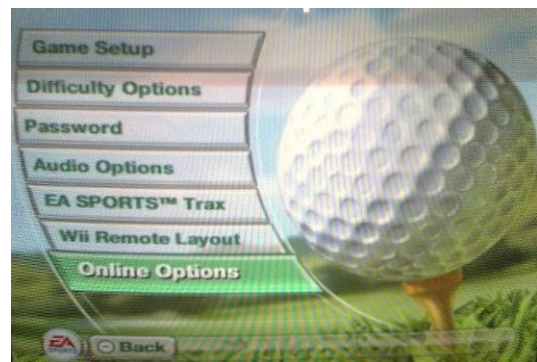 Game Setup
Difficulty Options
Password
Audio Options
EA SPORTS™ Trax
Wii Remote Layout
Online Options
EA SPORTS
Back